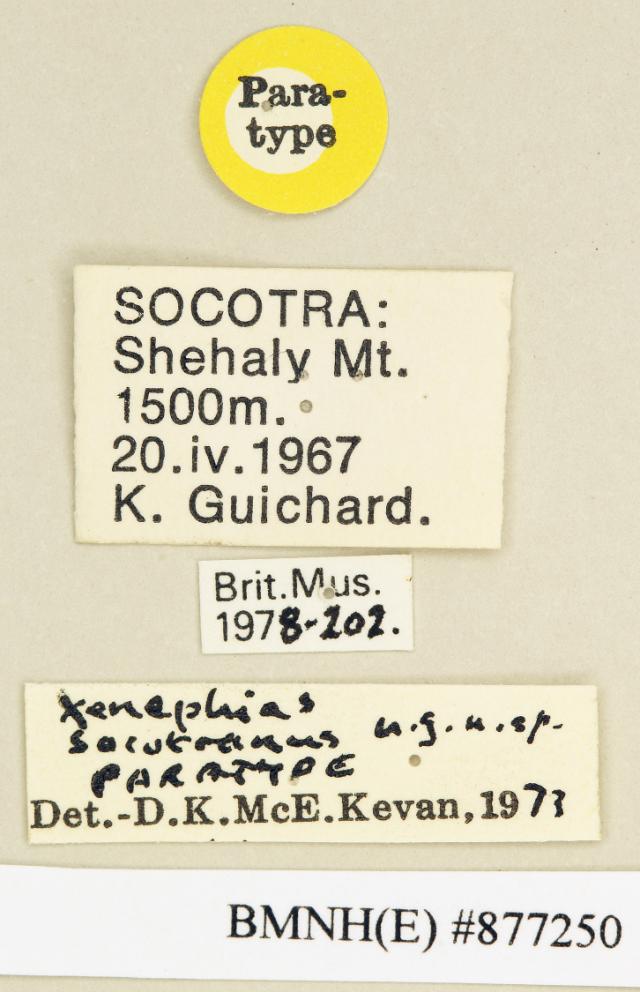 Para-
type
SOCOTRA:
Shehaly Mt.
1500m.
20.iv.1967
K. Guichard.
Brit.Mus.
1978-202.
Xenephias
socotranus n.g.n.sp.
PARATYPE
Det.-D.K.McE.Kevan, 1973
BMNH(E) #877250